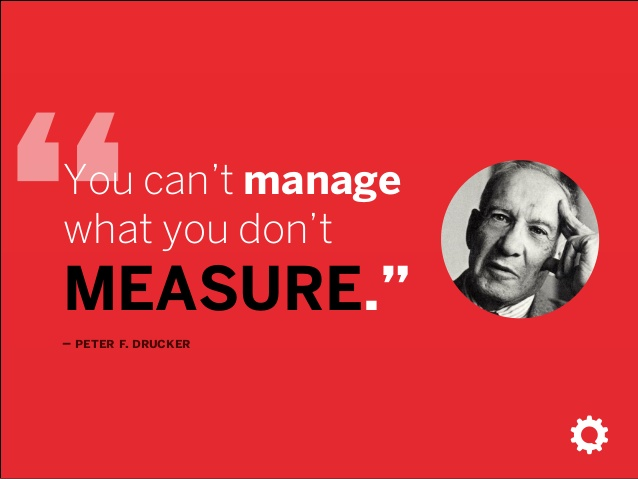 “You can’t manage
what you don’t
MEASURE.”
– PETER F. DRUCKER